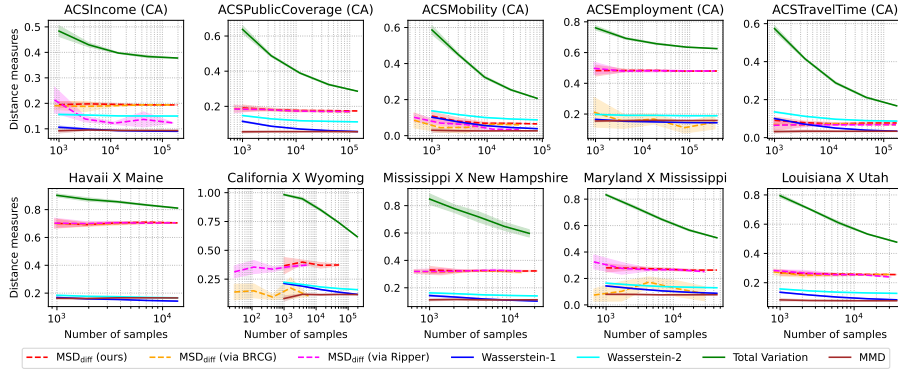 ACSIncome (CA)
ACSPublicCoverage (CA)
ACSMobility (CA)
ACSEmployment (CA)
ACSTravelTime (CA)
Distance measures
0.5
0.4
0.3
0.2
0.1
10³
10⁴
10⁵
0.6
0.4
0.2
10³
10⁴
10⁵
0.6
0.4
0.2
0.0
10³
10⁴
10⁵
0.8
0.6
0.4
0.2
10³
10⁴
10⁵
0.6
0.4
0.2
0.0
10³
10⁴
10⁵
Havaii X Maine
California X Wyoming
Mississippi X New Hampshire
Maryland X Mississippi
Louisiana X Utah
Distance measures
0.8
0.6
0.4
0.2
10³
10⁴
Number of samples
1.00
0.75
0.50
0.25
10²
10³
10⁴
10³
10⁴
10⁵
Number of samples
0.8
0.6
0.4
0.2
10³
10⁴
Number of samples
0.8
0.6
0.4
0.2
0.0
10³
10⁴
Number of samples
0.8
0.6
0.4
0.2
10³
10⁴
Number of samples
MSD_diff (ours)
MSD_diff (via BRCG)
MSD_diff (via Ripper)
Wasserstein-1
Wasserstein-2
Total Variation
MMD